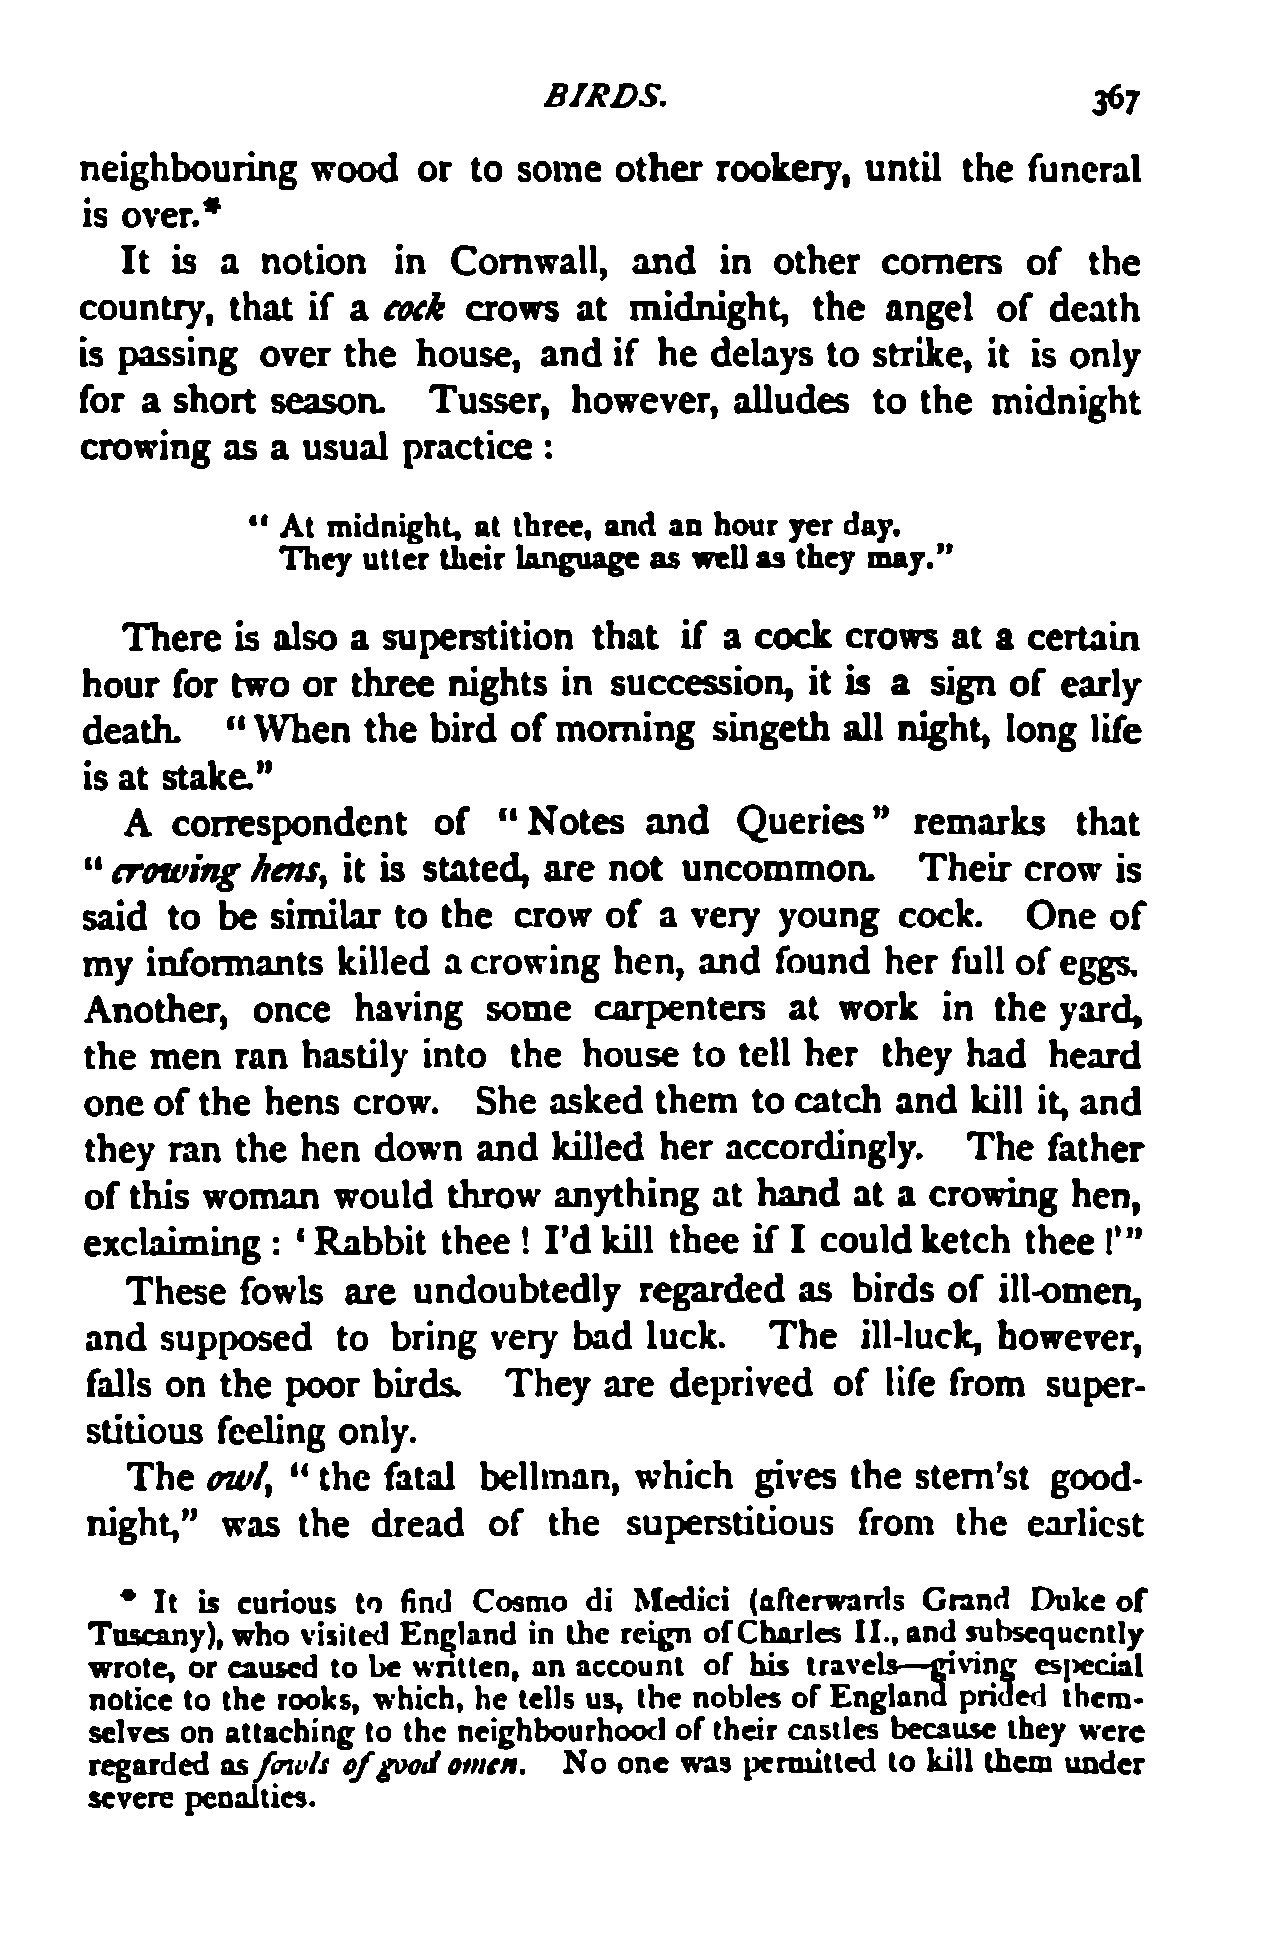 BIRDS. 367
neighbouring wood or to some other rookery, until the funeral
is over.*
It is a notion in Cornwall, and in other corners of the
country, that if a cock crows at midnight, the angel of death
is passing over the house, and if he delays to strike, it is only
for a short season. Tusser, however, alludes to the midnight
crowing as a usual practice :
" At midnight, at three, and an hour yer day.
They utter their language as well as they may."
There is also a superstition that if a cock crows at a certain
hour for two or three nights in succession, it is a sign of early
death. "When the bird of morning singeth all night, long life
is at stake."
A correspondent of "Notes and Queries" remarks that
"crowing hens, it is stated, are not uncommon. Their crow is
said to be similar to the crow of a very young cock. One of
my informants killed a crowing hen, and found her full of eggs.
Another, once having some carpenters at work in the yard,
the men ran hastily into the house to tell her they had heard
one of the hens crow. She asked them to catch and kill it, and
they ran the hen down and killed her accordingly. The father
of this woman would throw anything at hand at a crowing hen,
exclaiming : 'Rabbit thee ! I'd kill thee if I could ketch thee !'"
These fowls are undoubtedly regarded as birds of ill-omen,
and supposed to bring very bad luck. The ill-luck, however,
falls on the poor birds. They are deprived of life from super-
stitious feeling only.
The owl, "the fatal bellman, which gives the stern'st good-
night," was the dread of the superstitious from the earliest
* It is curious to find Cosmo di Medici (afterwards Grand Duke of
Tuscany), who visited England in the reign of Charles II., and subsequently
wrote, or caused to be written, an account of his travels—giving especial
notice to the rooks, which, he tells us, the nobles of England prided them-
selves on attaching to the neighbourhood of their castles because they were
regarded as fowls of good omen. No one was permitted to kill them under
severe penalties.